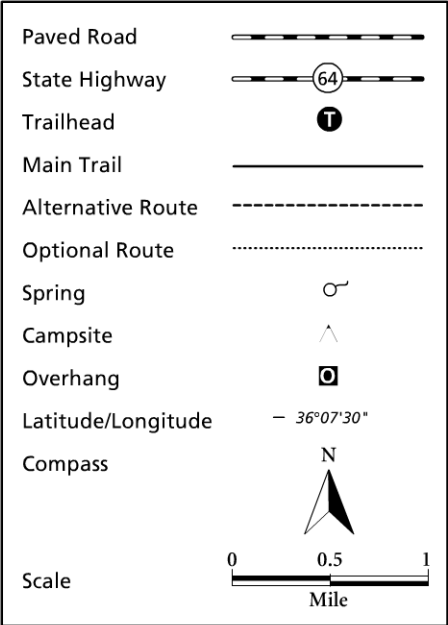 Paved Road
State Highway 64
Trailhead T
Main Trail
Alternative Route
Optional Route
Spring
Campsite
Overhang O
Latitude/Longitude – 36°07'30"
Compass N
0 0.5 1
Scale
Mile